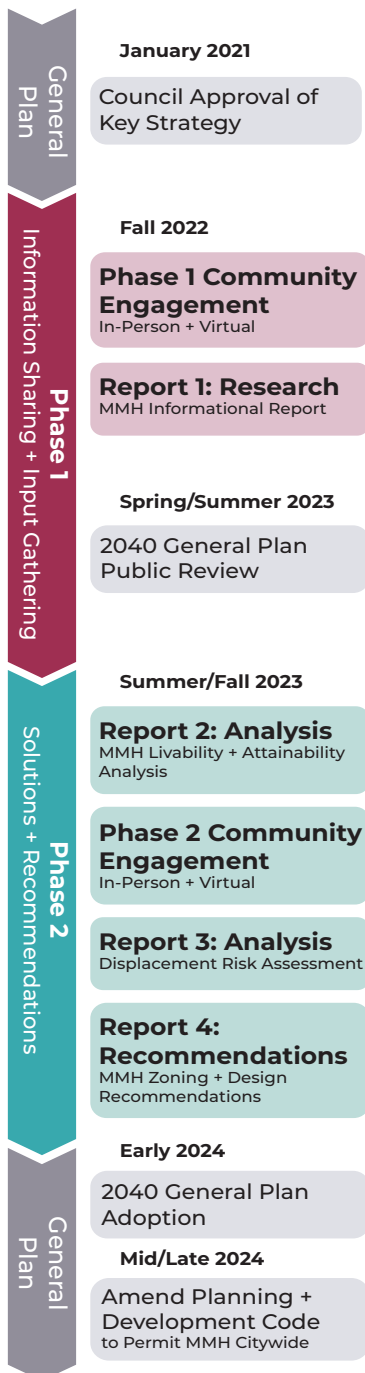 General
Plan
January 2021
Council Approval of
Key Strategy
Phase 1
Information Sharing + Input Gathering
Fall 2022
Phase 1 Community
Engagement
In-Person + Virtual
Report 1: Research
MMH Informational Report
Spring/Summer 2023
2040 General Plan
Public Review
Phase 2
Solutions + Recommendations
Summer/Fall 2023
Report 2: Analysis
MMH Livability + Attainability
Analysis
Phase 2 Community
Engagement
In-Person + Virtual
Report 3: Analysis
Displacement Risk Assessment
Report 4:
Recommendations
MMH Zoning + Design
Recommendations
General
Plan
Early 2024
2040 General Plan
Adoption
Mid/Late 2024
Amend Planning +
Development Code
to Permit MMH Citywide